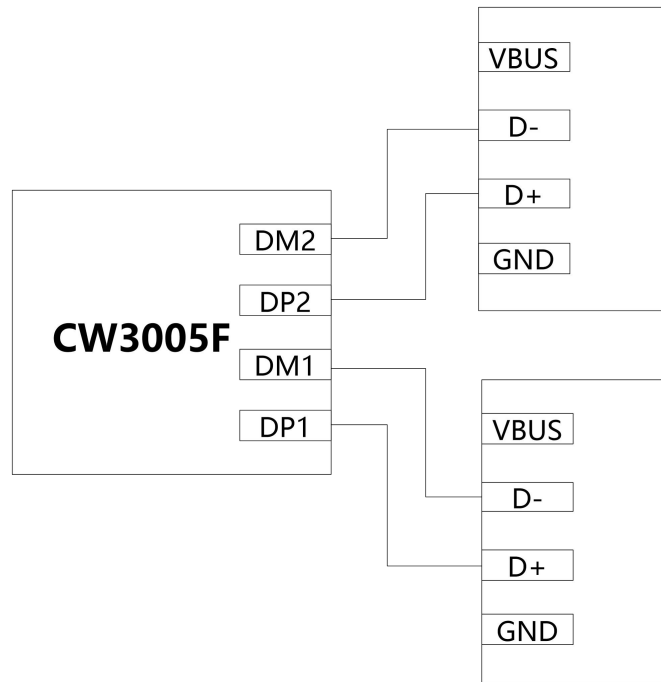 VBUS
D-
D+
GND
DM2
DP2
CW3005F
DM1
DP1
VBUS
D-
D+
GND